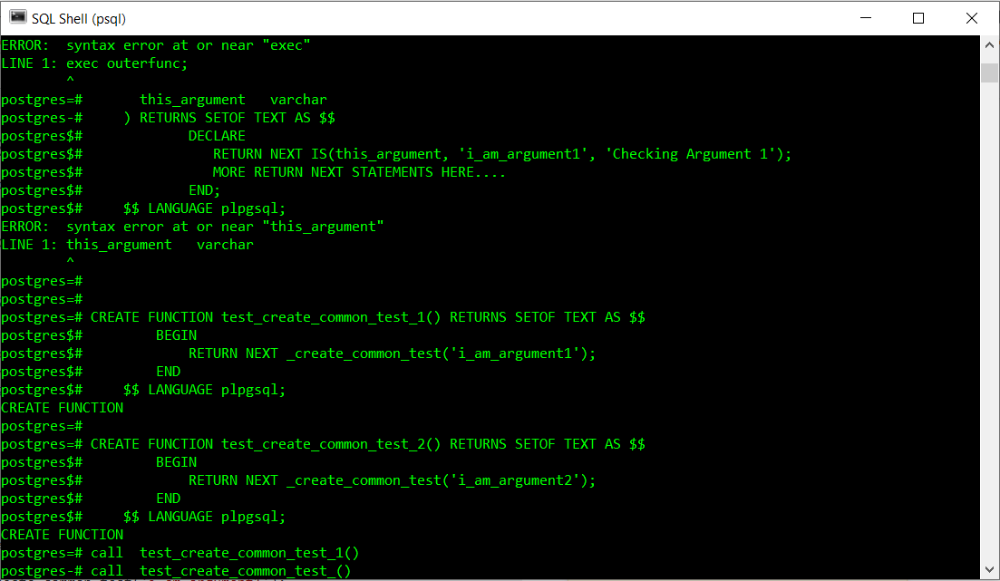 SQL Shell (psql)
ERROR:  syntax error at or near "exec"
LINE 1: exec outerfunc;
        ^
postgres=#       this_argument   varchar
postgres-#     ) RETURNS SETOF TEXT AS $$
postgres$#             DECLARE
postgres$#                RETURN NEXT IS(this_argument, 'i_am_argument1', 'Checking Argument 1');
postgres$#                MORE RETURN NEXT STATEMENTS HERE....
postgres$#             END;
postgres$#     $$ LANGUAGE plpgsql;
ERROR:  syntax error at or near "this_argument"
LINE 1: this_argument   varchar
        ^
postgres=#
postgres=#
postgres=# CREATE FUNCTION test_create_common_test_1() RETURNS SETOF TEXT AS $$
postgres$#         BEGIN
postgres$#             RETURN NEXT _create_common_test('i_am_argument1');
postgres$#         END
postgres$#     $$ LANGUAGE plpgsql;
CREATE FUNCTION
postgres=#
postgres=# CREATE FUNCTION test_create_common_test_2() RETURNS SETOF TEXT AS $$
postgres$#         BEGIN
postgres$#             RETURN NEXT _create_common_test('i_am_argument2');
postgres$#         END
postgres$#     $$ LANGUAGE plpgsql;
CREATE FUNCTION
postgres=# call  test_create_common_test_1()
postgres-# call  test_create_common_test_()